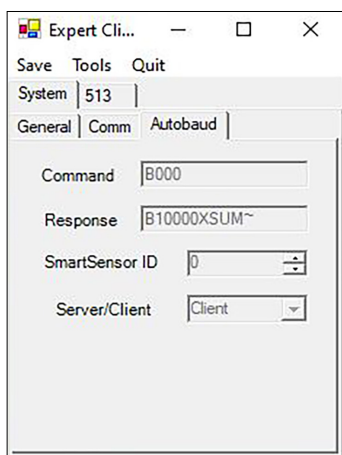 Expert Cli...
Save Tools Quit
System 513
General Comm Autobaud
Command B000
Response B10000XSUM~
SmartSensor ID 0
Server/Client Client